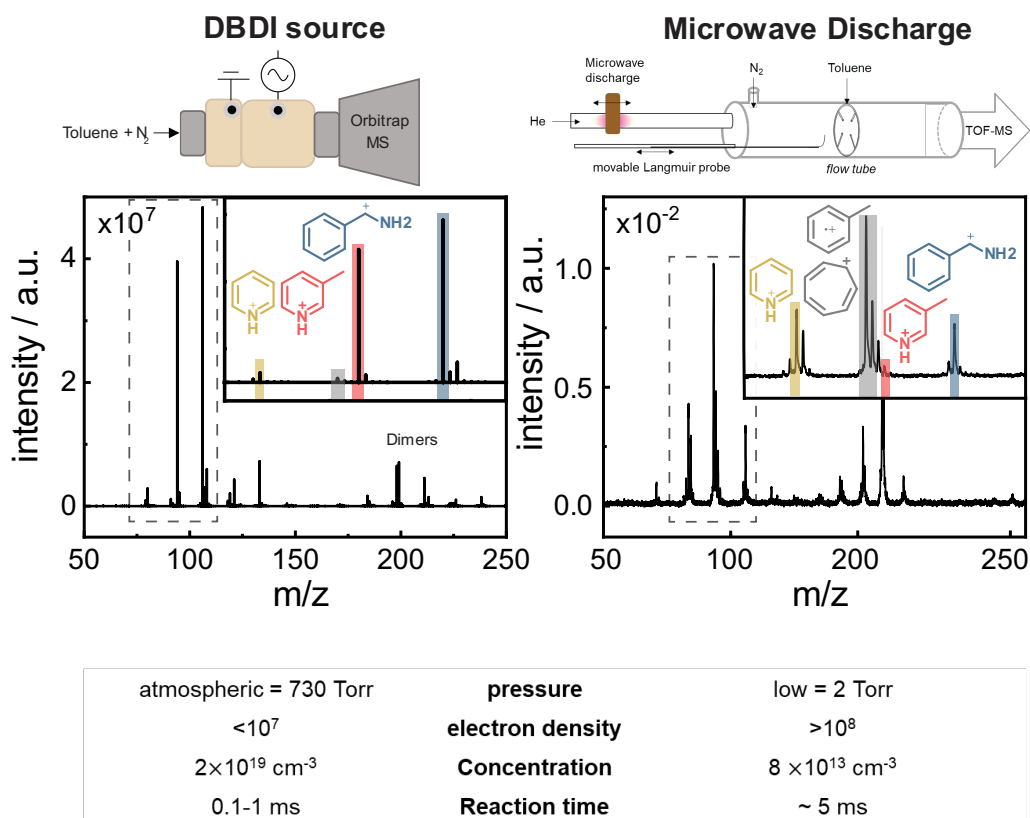 DBDI source
Microwave Discharge
Toluene + N2
Orbitrap
MS
Microwave
discharge
He
N2
Toluene
TOF-MS
movable Langmuir probe
flow tube
x10^7
intensity / a.u.
4
2
0
+
NH2
+
N
H
+
N
H
Dimers
50
100
150
200
250
m/z
x10^-2
intensity / a.u.
1.0
0.5
0.0
+
N
H
·+
+
+
N
H
+
NH2
50
100
200
250
m/z
atmospheric = 730 Torr pressure low = 2 Torr
<10^7 electron density >10^8
2×10^19 cm^-3 Concentration 8 ×10^13 cm^-3
0.1-1 ms Reaction time ~ 5 ms